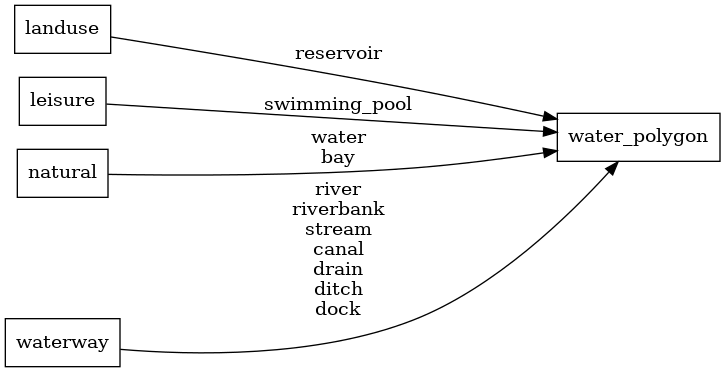 landuse
reservoir
leisure
swimming_pool
water_polygon
water
bay
natural
river
riverbank
stream
canal
drain
ditch
dock
waterway